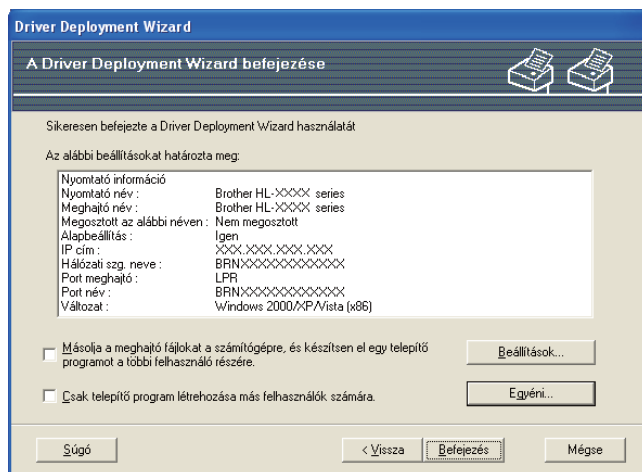 Driver Deployment Wizard
A Driver Deployment Wizard befejezése
Sikeresen befejezte a Driver Deployment Wizard használatát
Az alábbi beállításokat határozta meg:
Nyomtató információ
Nyomtató név : Brother HL-XXXX series
Meghajtó név : Brother HL-XXXX series
Megosztott az alábbi néven : Nem megosztott
Alapbeállítás : Igen
IP cím : XXX.XXX.XXX.XXX
Hálózati szg. neve : BRNXXXXXXXXXXXX
Port meghajtó : LPR
Port név : BRNXXXXXXXXXXXX
Változat : Windows 2000/XP/Vista (x86)
Másolja a meghajtó fájlokat a számítógépre, és készítsen el egy telepítő
programot a többi felhasználó részére.
Beállítások...
Csak telepítő program létrehozása más felhasználók számára.
Egyéni...
Súgó
< Vissza
Befejezés
Mégse